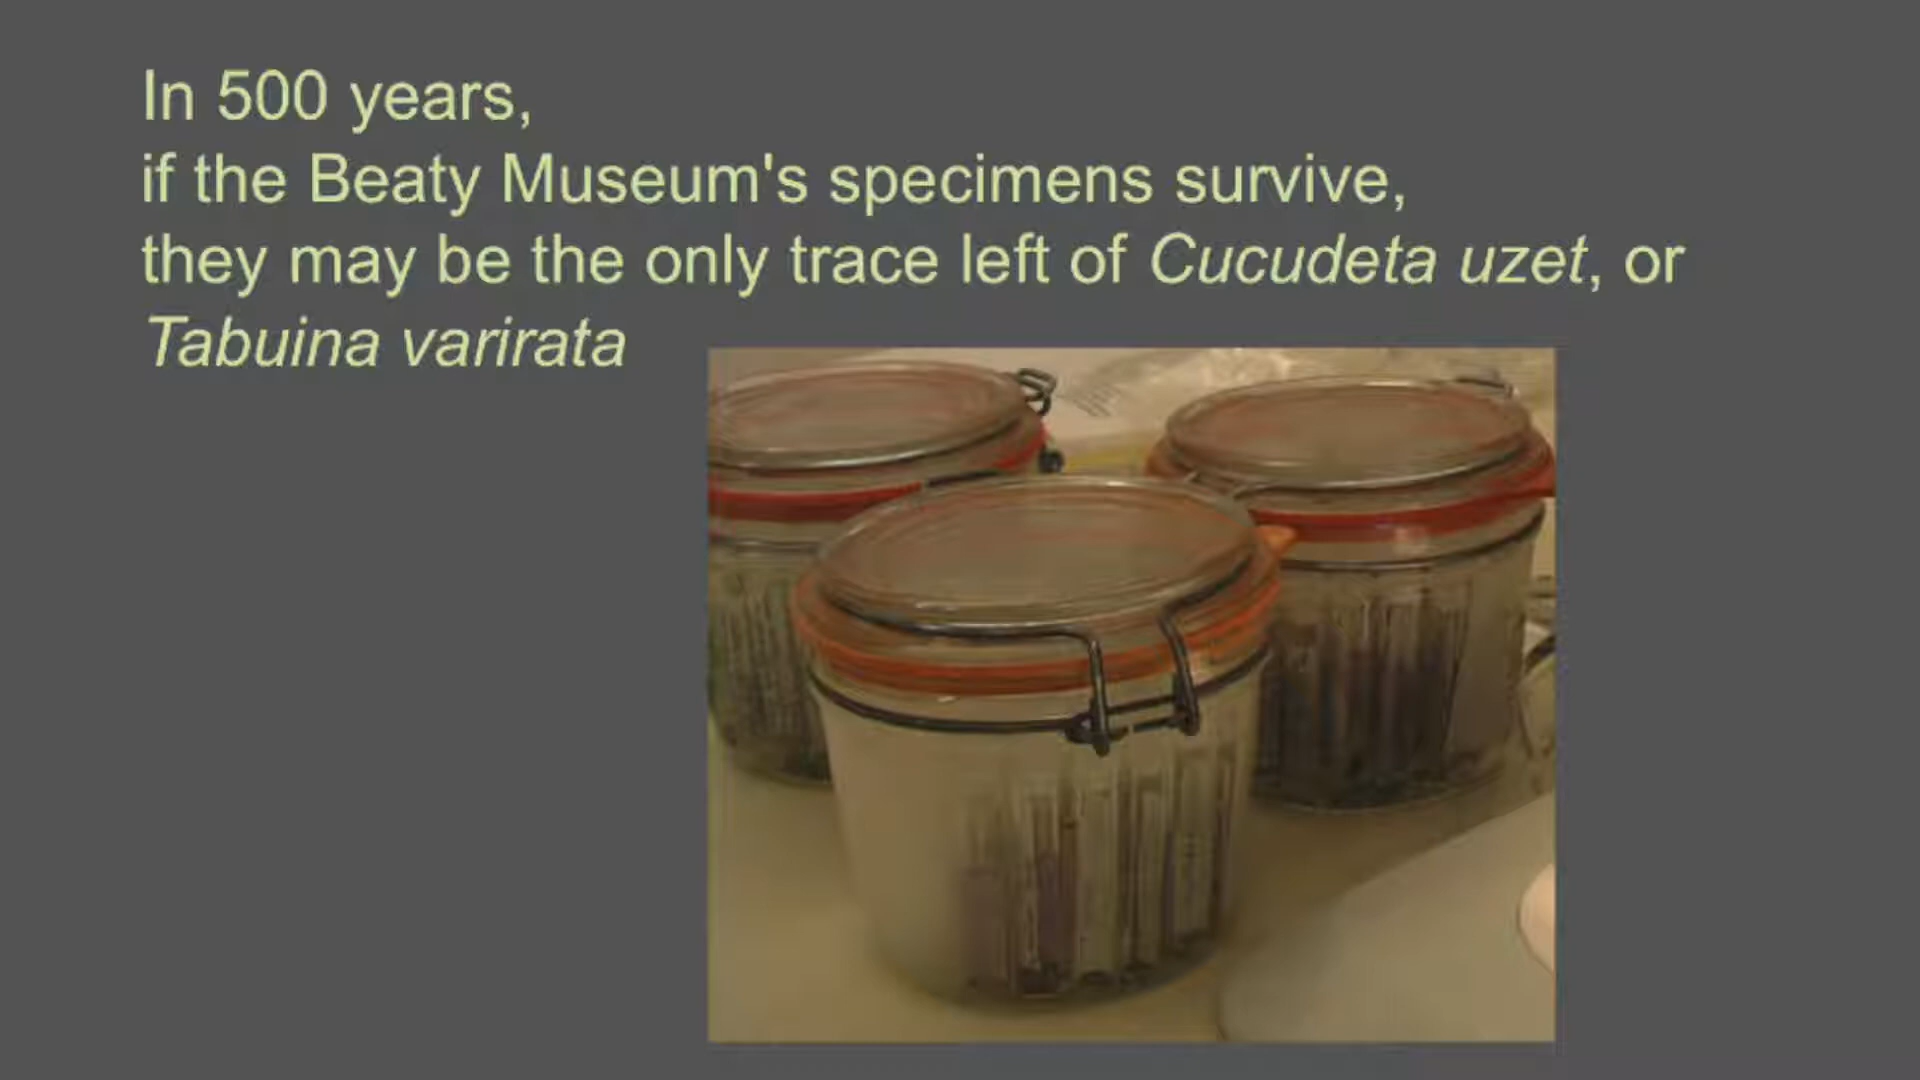 In 500 years,
if the Beaty Museum's specimens survive,
they may be the only trace left of Cucudeta uzet, or
Tabuina varirata